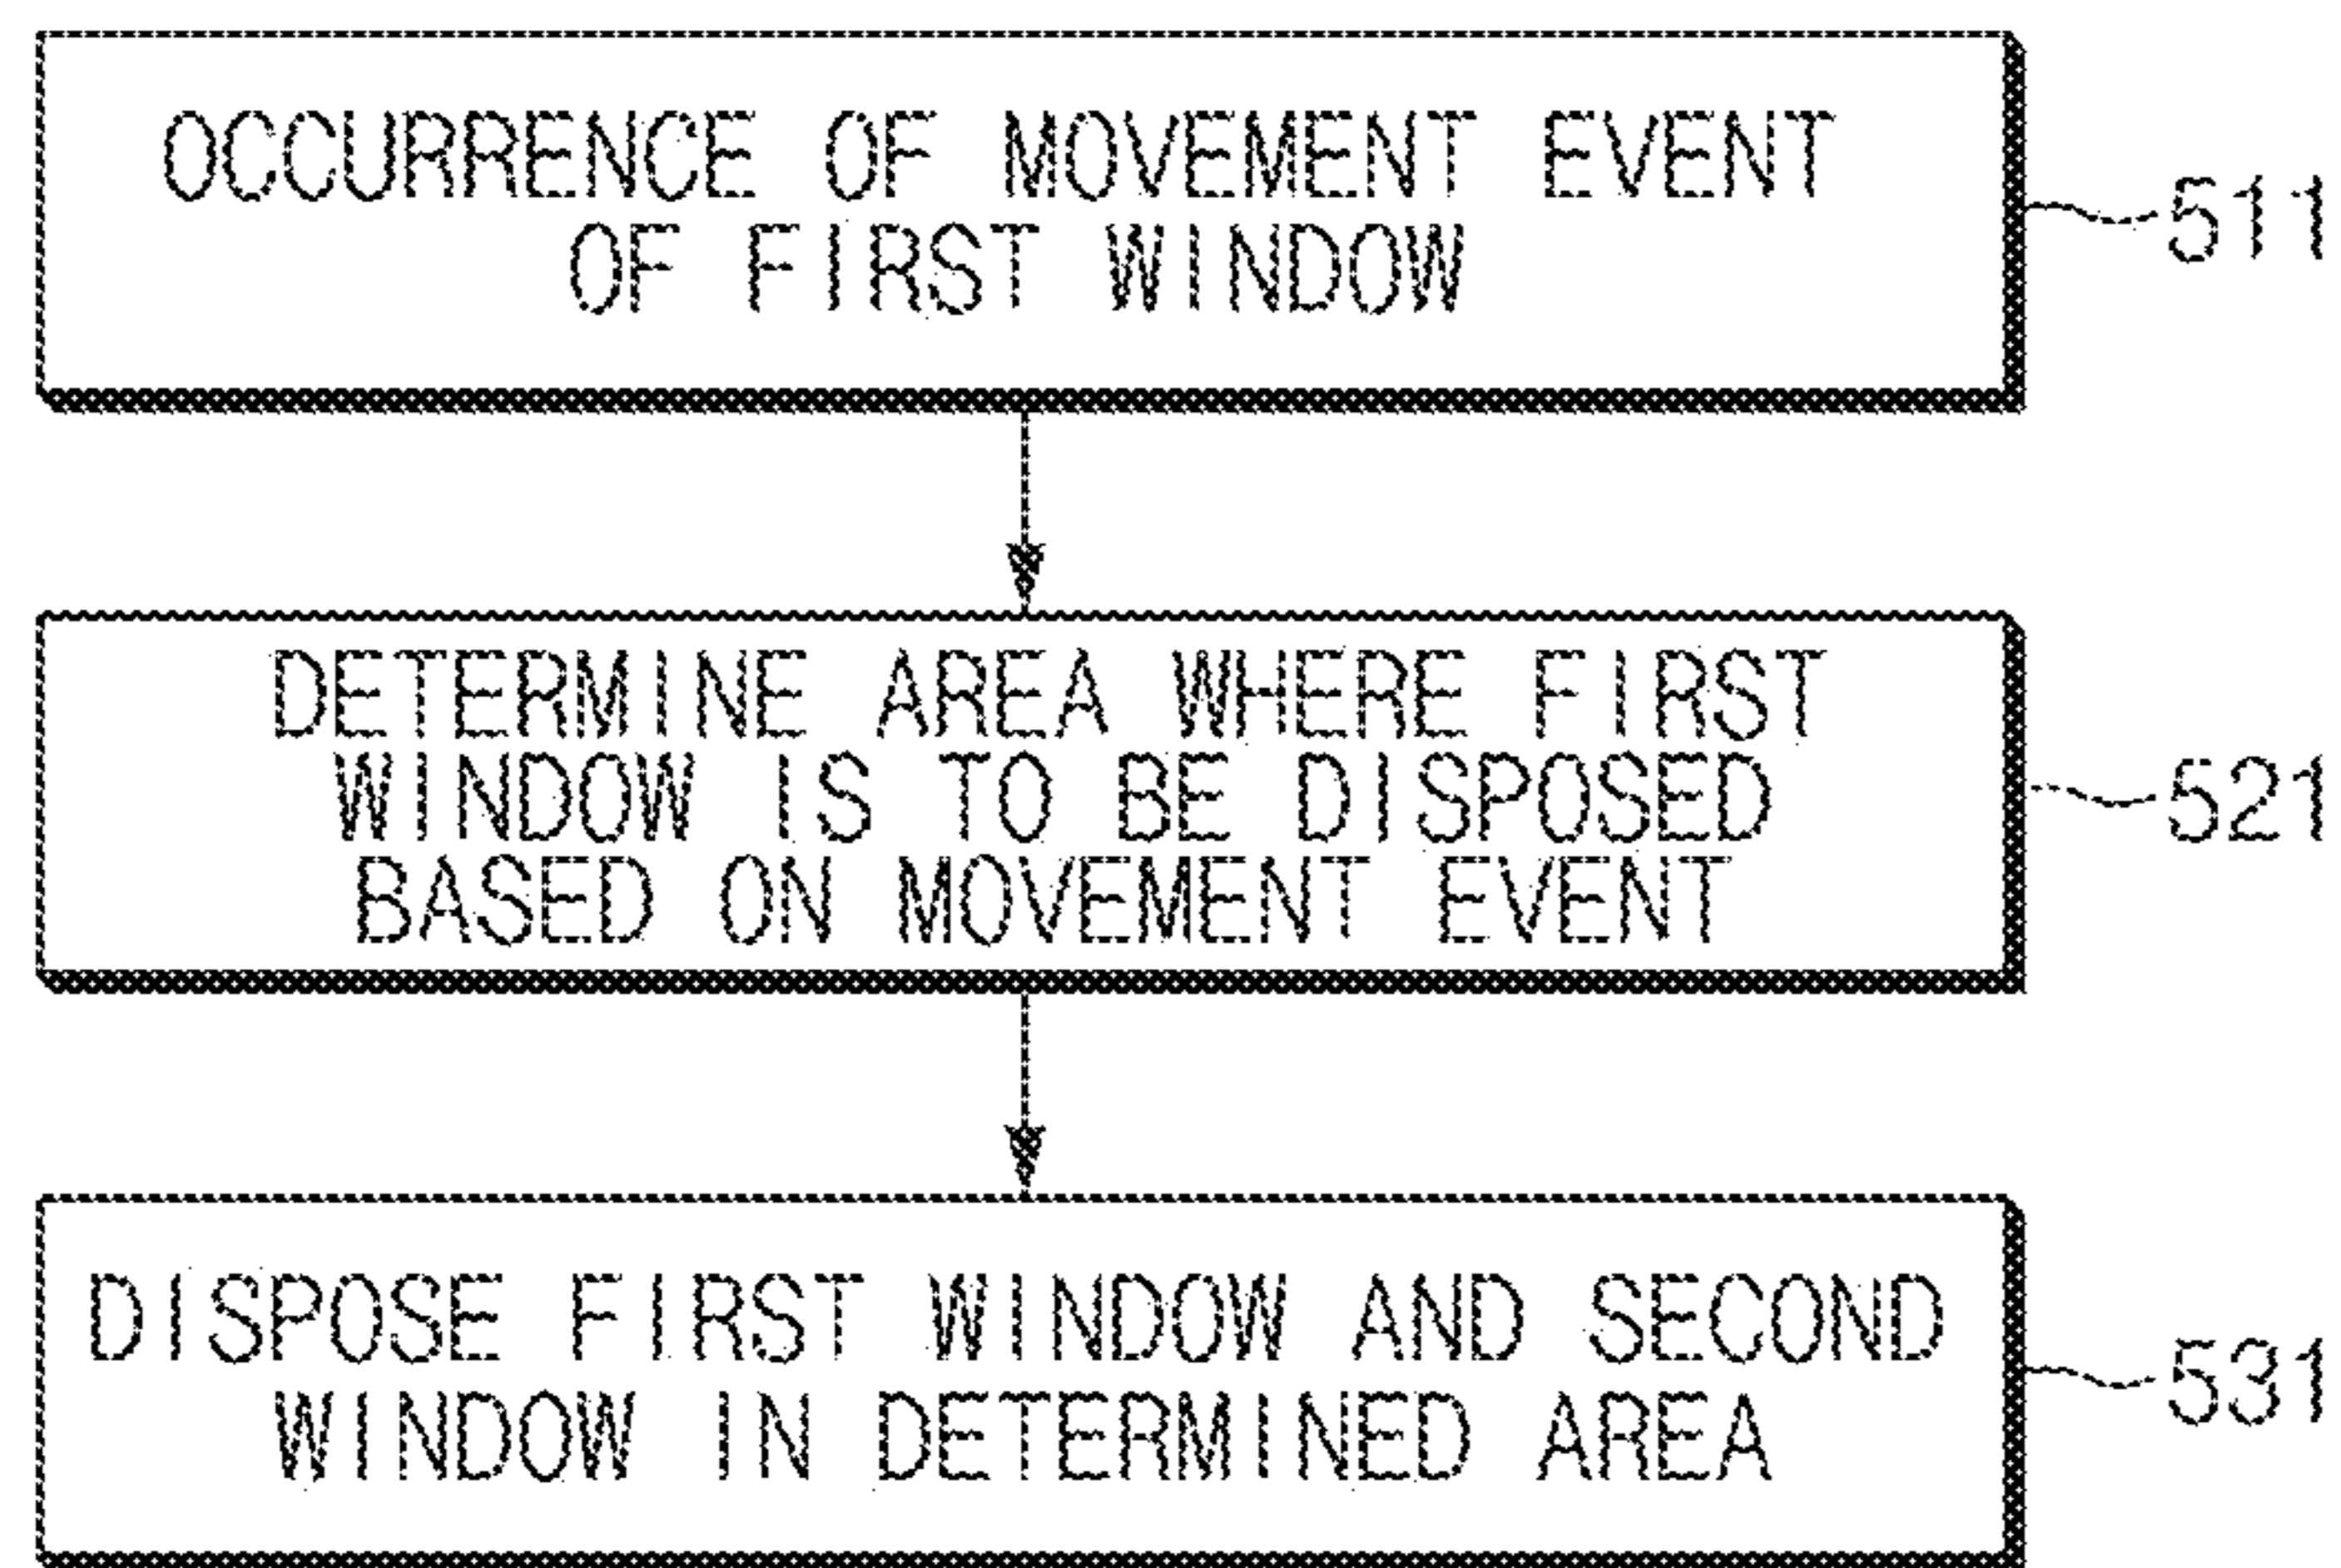 OCCURRENCE OF MOVEMENT EVENT
OF FIRST WINDOW
511
DETERMINE AREA WHERE FIRST
WINDOW IS TO BE DISPOSED
BASED ON MOVEMENT EVENT
521
DISPOSE FIRST WINDOW AND SECOND
WINDOW IN DETERMINED AREA
531